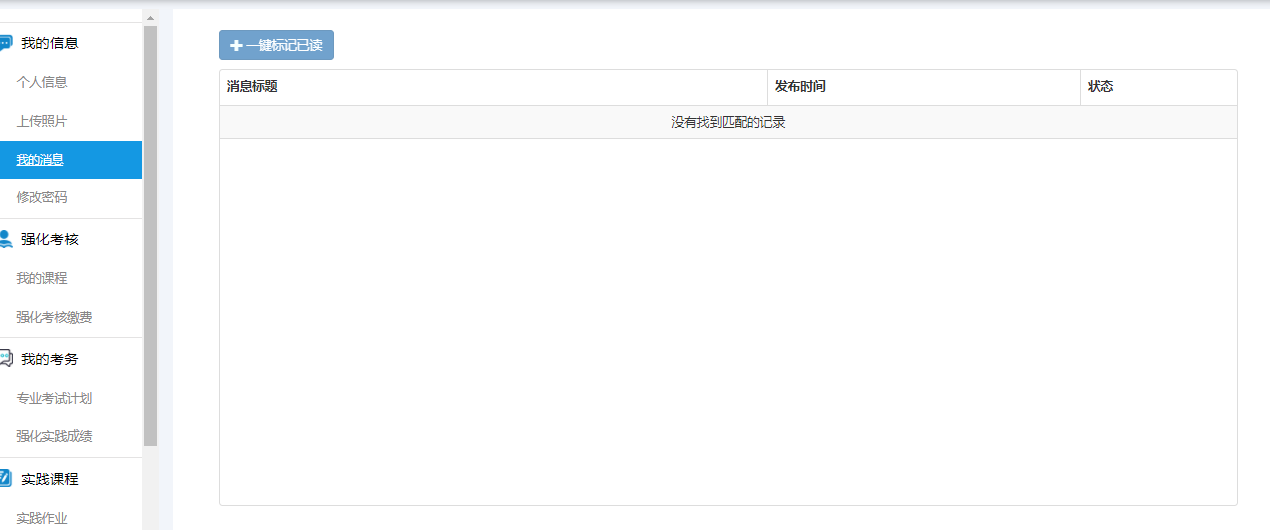 我的信息
个人信息
上传照片
我的消息
修改密码
强化考核
我的课程
强化考核缴费
我的考务
专业考试计划
强化实践成绩
实践课程
实践作业
一键标记已读
消息标题 发布时间 状态
没有找到匹配的记录